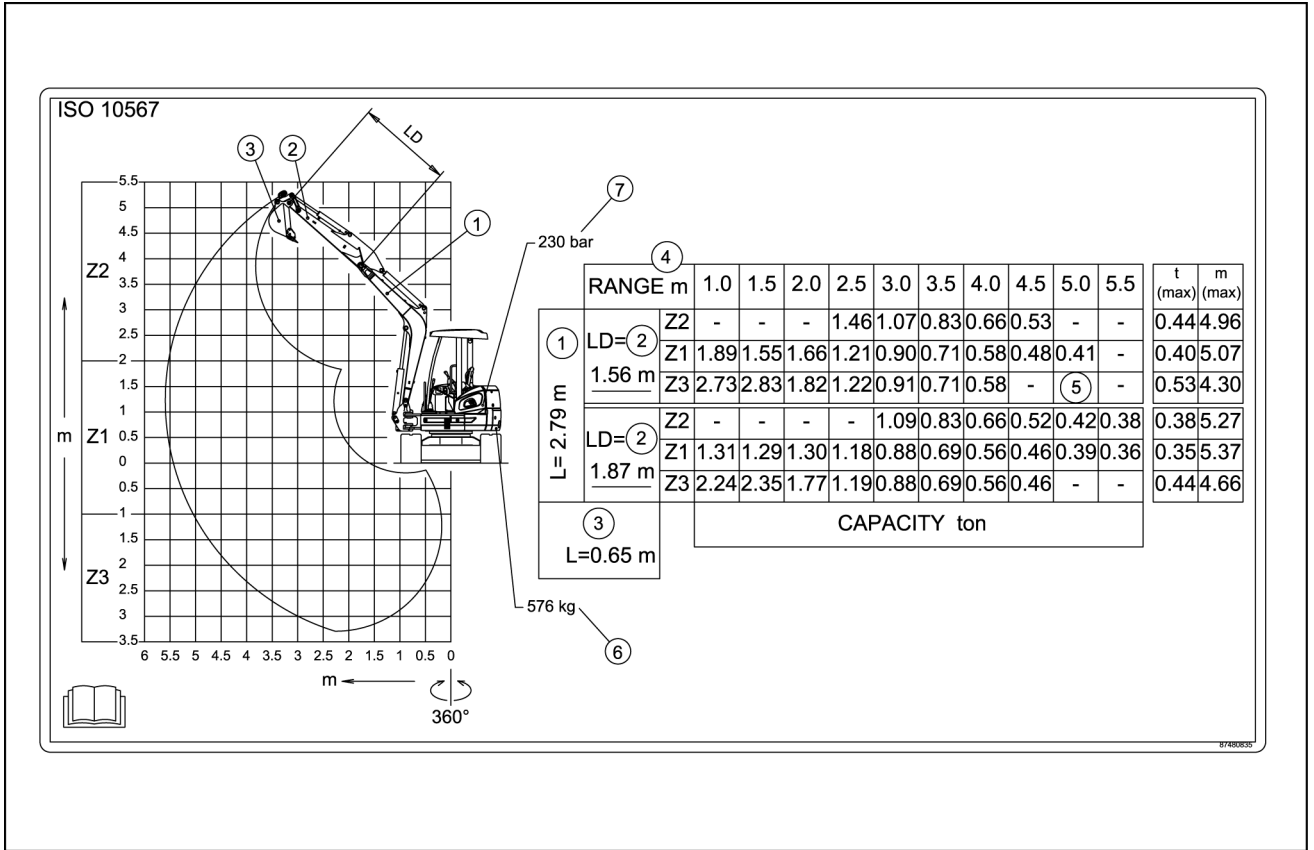 ISO 10567
LD
3
2
1
7
230 bar
5.5
5
4.5
4
3.5
3
2.5
2
1.5
1
0.5
0
0.5
1
1.5
2
2.5
3
3.5
Z2
Z1
Z3
m
6 5.5 5 4.5 4 3.5 3 2.5 2 1.5 1 0.5 0
m
360°
576 kg
6
4
RANGE m 1.0 1.5 2.0 2.5 3.0 3.5 4.0 4.5 5.0 5.5 t (max) m (max)
1
L= 2.79 m
LD= 2
1.56 m
Z2 - - - 1.46 1.07 0.83 0.66 0.53 - - 0.44 4.96
Z1 1.89 1.55 1.66 1.21 0.90 0.71 0.58 0.48 0.41 - 0.40 5.07
Z3 2.73 2.83 1.82 1.22 0.91 0.71 0.58 - 5 - 0.53 4.30
LD= 2
1.87 m
Z2 - - - - 1.09 0.83 0.66 0.52 0.42 0.38 0.38 5.27
Z1 1.31 1.29 1.30 1.18 0.88 0.69 0.56 0.46 0.39 0.36 0.35 5.37
Z3 2.24 2.35 1.77 1.19 0.88 0.69 0.56 0.46 - - 0.44 4.66
3
L=0.65 m
CAPACITY ton
87480835